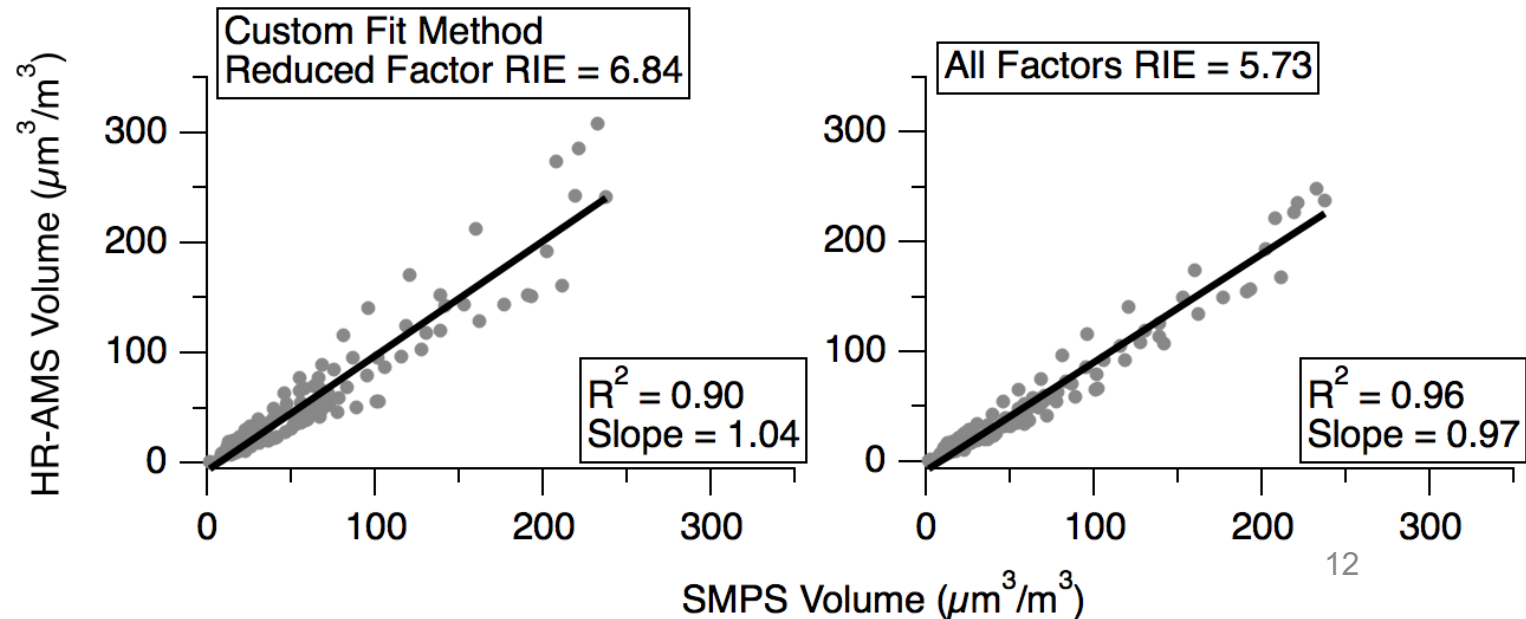 Custom Fit Method
Reduced Factor RIE = 6.84
All Factors RIE = 5.73
HR-AMS Volume (µm³/m³)
300
200
100
0
R² = 0.90
Slope = 1.04
0 100 200 300
300
200
100
0
R² = 0.96
Slope = 0.97
0 100 200 300
12
SMPS Volume (µm³/m³)